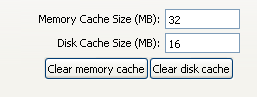 Memory Cache Size (MB): 32
Disk Cache Size (MB): 16
Clear memory cache Clear disk cache